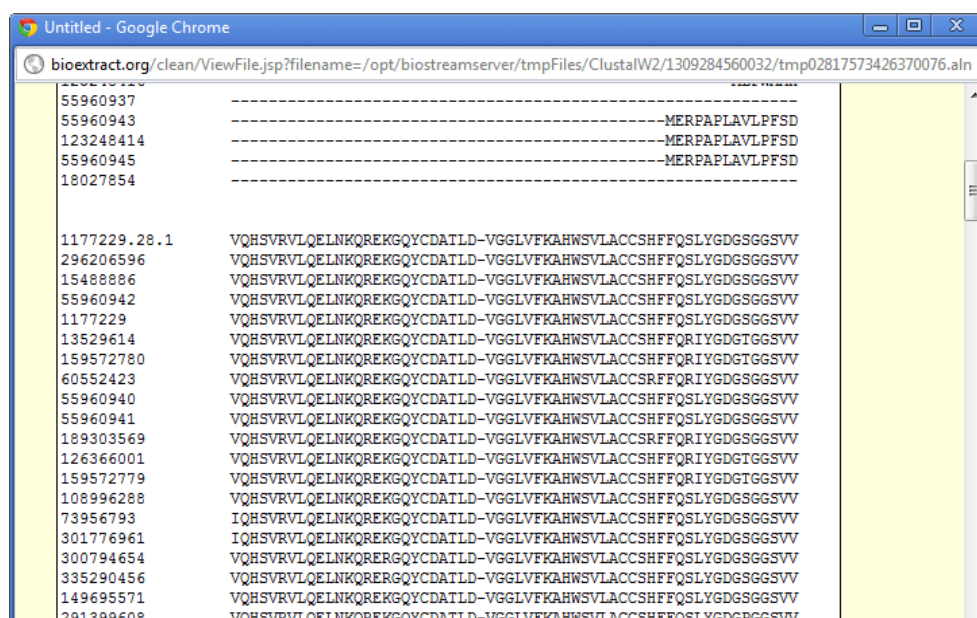 Untitled - Google Chrome
bioextract.org/clean/ViewFile.jsp?filename=/opt/biostreamserver/tmpFiles/ClustalW2/1309284560032/tmp02817573426370076.aln
55960937 ------------------------------------------------------------
55960943 ----------------------------------------------MERPAPLAVLPFSD
123248414 ----------------------------------------------MERPAPLAVLPFSD
55960945 ----------------------------------------------MERPAPLAVLPFSD
18027854 ------------------------------------------------------------
1177229.28.1 VQHSVRVLQELNKQREKGQYCDATLD-VGGLVFKAHWSVLACCSHFFQSLYGDGSGGSVV
296206596 VQHSVRVLQELNKQREKGQYCDATLD-VGGLVFKAHWSVLACCSHFFQSLYGDGSGGSVV
15488886 VQHSVRVLQELNKQREKGQYCDATLD-VGGLVFKAHWSVLACCSHFFQSLYGDGSGGSVV
55960942 VQHSVRVLQELNKQREKGQYCDATLD-VGGLVFKAHWSVLACCSHFFQSLYGDGSGGSVV
1177229 VQHSVRVLQELNKQREKGQYCDATLD-VGGLVFKAHWSVLACCSHFFQSLYGDGSGGSVV
13529614 VQHSVRVLQELNKQREKGQYCDATLD-VGGLVFKAHWSVLACCSHFFQRIYGDGTGGSVV
159572780 VQHSVRVLQELNKQREKGQYCDATLD-VGGLVFKAHWSVLACCSHFFQRIYGDGTGGSVV
60552423 VQHSVRVLQELNKQREKGQYCDATLD-VGGLVFKAHWSVLACCSRFFQRIYGDGSGGSVV
55960940 VQHSVRVLQELNKQREKGQYCDATLD-VGGLVFKAHWSVLACCSHFFQSLYGDGSGGSVV
55960941 VQHSVRVLQELNKQREKGQYCDATLD-VGGLVFKAHWSVLACCSHFFQSLYGDGSGGSVV
189303569 VQHSVRVLQELNKQREKGQYCDATLD-VGGLVFKAHWSVLACCSRFFQRIYGDGSGGSVV
126366001 VQHSVRVLQELNKQREKGQYCDATLD-VGGLVFKAHWSVLACCSHFFQRIYGDGTGGSVV
159572779 VQHSVRVLQELNKQREKGQYCDATLD-VGGLVFKAHWSVLACCSHFFQRIYGDGTGGSVV
108996288 VQHSVRVLQELNKQREKGQYCDATLD-VGGLVFKAHWSVLACCSHFFQSLYGDGSGGSVV
73956793 IQHSVRVLQELNKQREKGQYCDATLD-VGGLVFKAHWSVLACCSHFFQSLYGDGSGGSVV
301776961 IQHSVRVLQELNKQREKGQYCDATLD-VGGLVFKAHWSVLACCSHFFQSLYGDGSGGSVV
300794654 VQHSVRVLQELNKQRERGQYCDATLD-VGGLVFKAHWSVLACCSHFFQSLYGDGSGGSVV
335290456 VQHSVRVLQELNKQRERGQYCDATLD-VGGLVFKAHWSVLACCSHFFQSLYGDGSGGSVV
149695571 VQHSVRVLQELNKQREKGQYCDATLD-VGGLVFKAHWSVLACCSHFFQSLYGDGSGGSVV